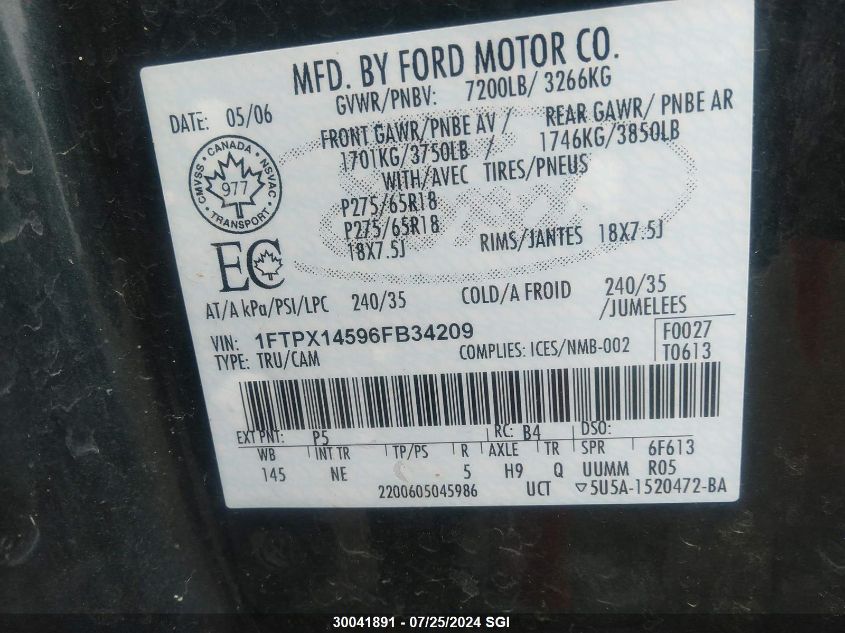 MFD. BY FORD MOTOR CO.
DATE: 05/06 GVWR/PNBV: 7200LB/ 3266KG
FRONT GAWR/PNBE AV / REAR GAWR/ PNBE AR
1701KG/3750LB / 1746KG/3850LB
WITH/AVEC TIRES/PNEUS
P275/65R18
P275/65R18
18X7.5J RIMS/JANTES 18X7.5J
CANADA
CMVSS NSVAC
977
TRANSPORT
EC
AT/A kPa/PSI/LPC 240/35 COLD/A FROID 240/35
/JUMELEES
VIN: 1FTPX14596FB34209 F0027
TYPE: TRU/CAM COMPLIES: ICES/NMB-002 T0613
EXT PNT: P5 RC: B4 DSO:
WB INT TR TP/PS R AXLE TR SPR 6F613
145 NE 5 H9 Q UUMM R05
2200605045986 UCT ▽5U5A-1520472-BA
30041891 - 07/25/2024 SGI